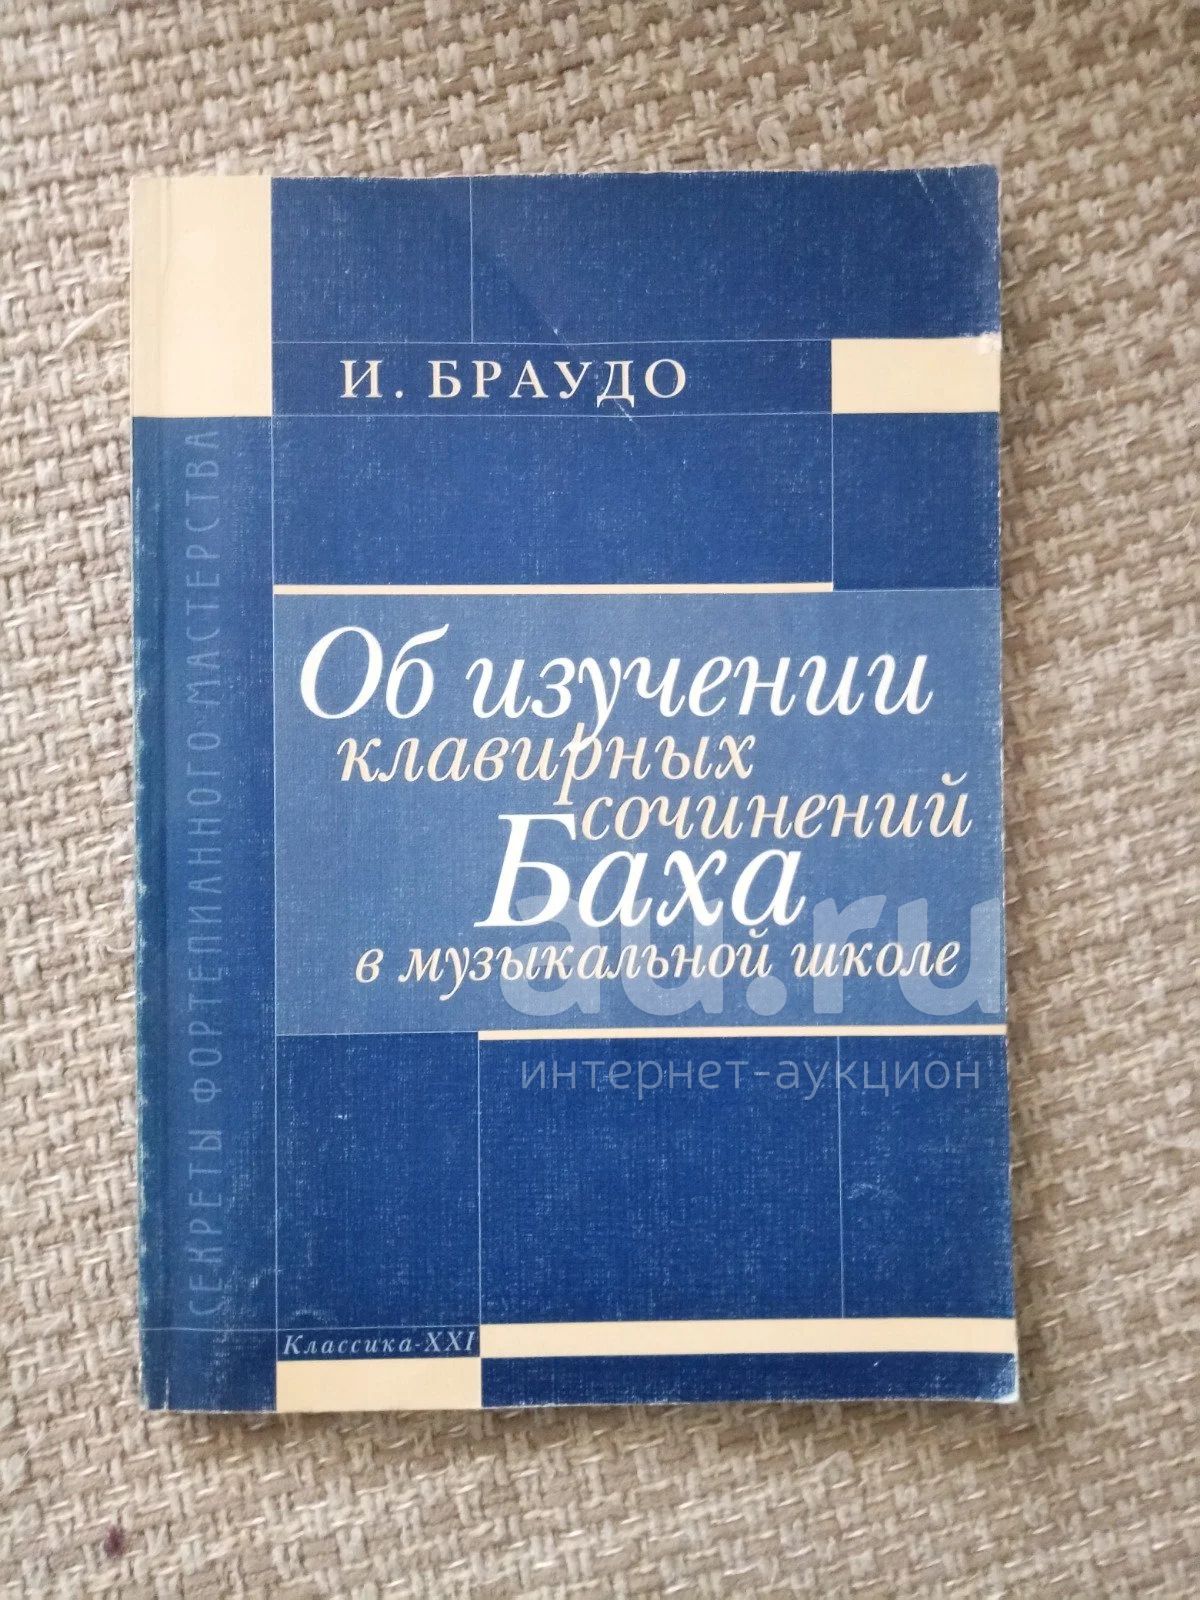 И. БРАУДО
СЕКРЕТЫ ФОРТЕПИАННОГО МАСТЕРСТВА
Об изучении
клавирных
сочинений
Баха
в музыкальной школе
au.ru
интернет-аукцион
Классика-XXI